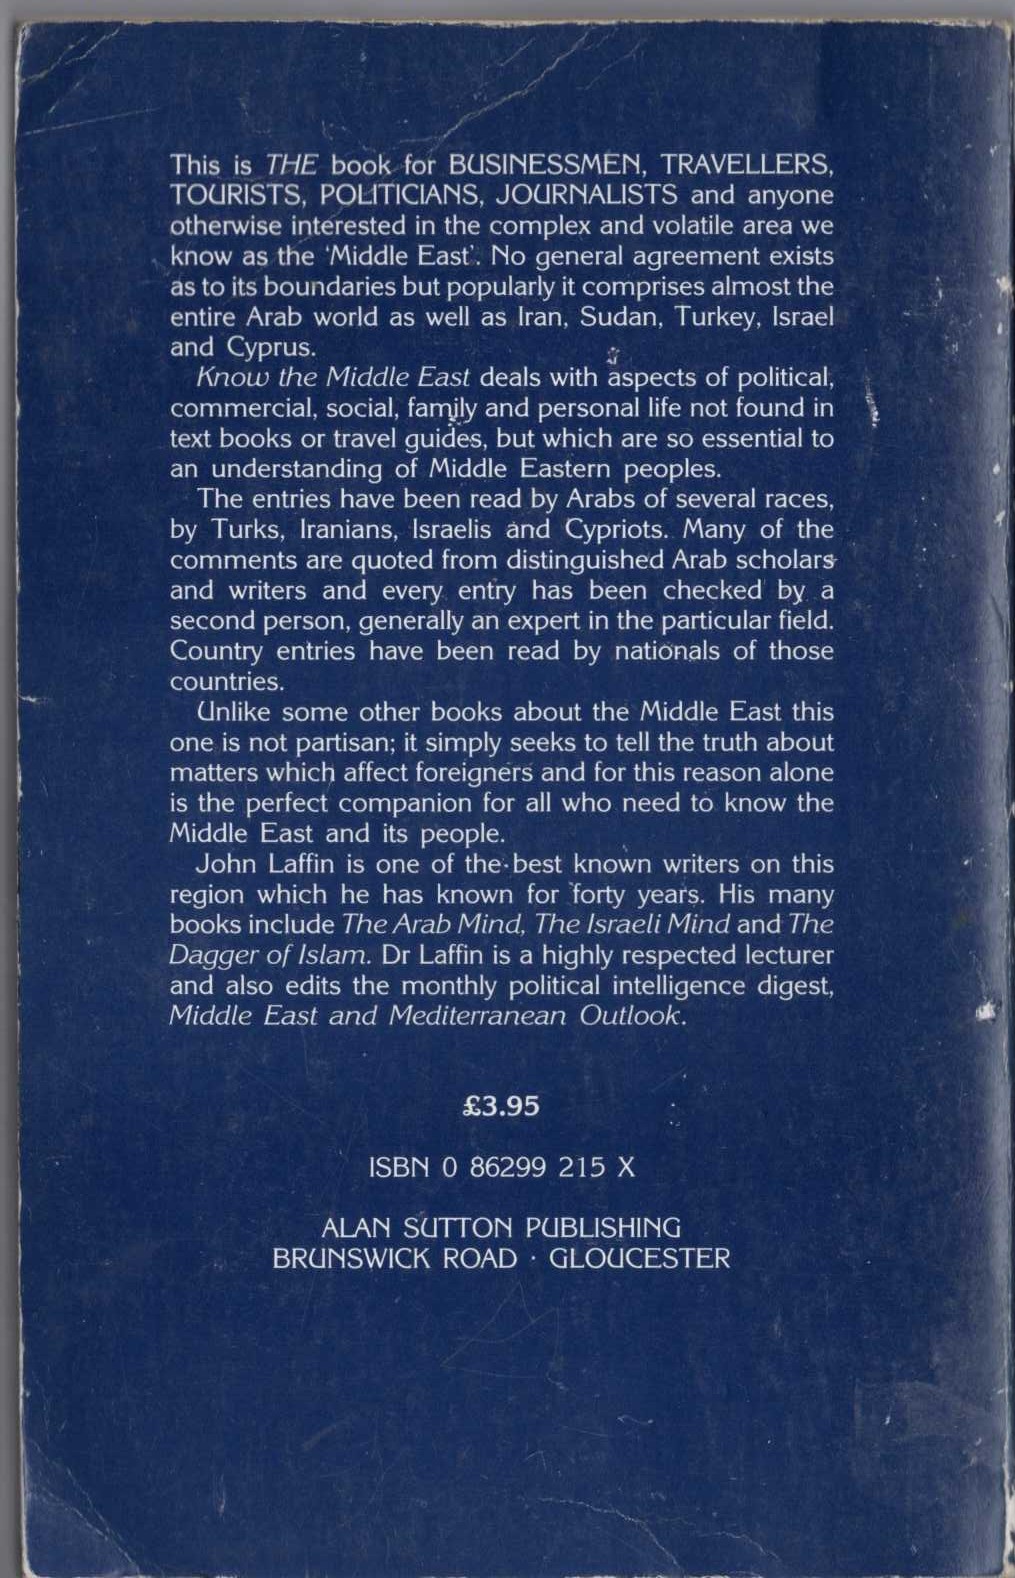 This is THE book for BUSINESSMEN, TRAVELLERS,
TOURISTS, POLITICIANS, JOURNALISTS and anyone
otherwise interested in the complex and volatile area we
know as the 'Middle East'. No general agreement exists
as to its boundaries but popularly it comprises almost the
entire Arab world as well as Iran, Sudan, Turkey, Israel
and Cyprus.
Know the Middle East deals with aspects of political,
commercial, social, family and personal life not found in
text books or travel guides, but which are so essential to
an understanding of Middle Eastern peoples.
The entries have been read by Arabs of several races,
by Turks, Iranians, Israelis and Cypriots. Many of the
comments are quoted from distinguished Arab scholars
and writers and every entry has been checked by a
second person, generally an expert in the particular field.
Country entries have been read by nationals of those
countries.
Unlike some other books about the Middle East this
one is not partisan; it simply seeks to tell the truth about
matters which affect foreigners and for this reason alone
is the perfect companion for all who need to know the
Middle East and its people.
John Laffin is one of the best known writers on this
region which he has known for forty years. His many
books include The Arab Mind, The Israeli Mind and The
Dagger of Islam. Dr Laffin is a highly respected lecturer
and also edits the monthly political intelligence digest,
Middle East and Mediterranean Outlook.
£3.95
ISBN 0 86299 215 X
ALAN SUTTON PUBLISHING
BRUNSWICK ROAD · GLOUCESTER